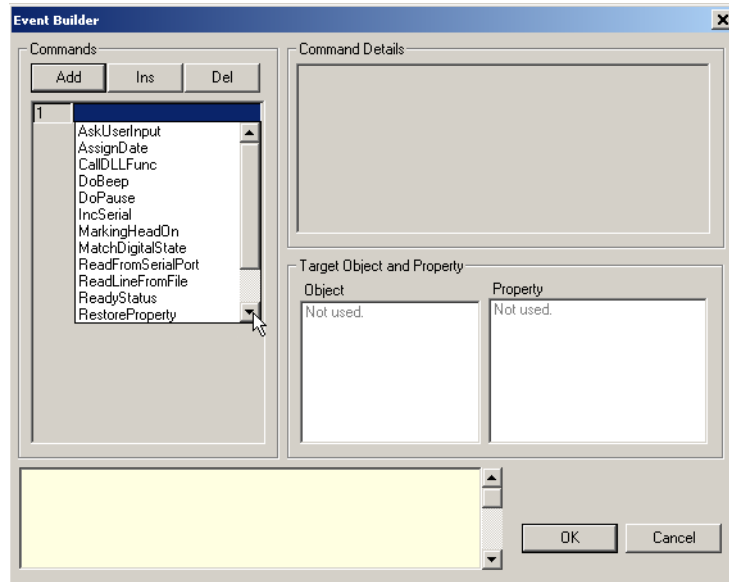 Event Builder
Commands
Add Ins Del
1
AskUserInput
AssignDate
CallDLLFunc
DoBeep
DoPause
IncSerial
MarkingHeadOn
MatchDigitalState
ReadFromSerialPort
ReadLineFromFile
ReadyStatus
RestoreProperty
Command Details
Target Object and Property
Object Property
Not used. Not used.
OK Cancel